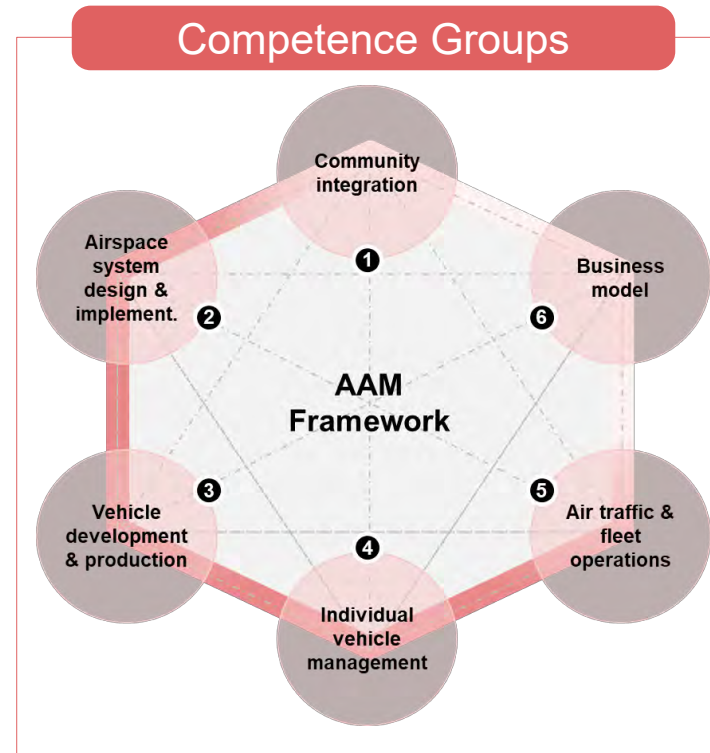 Competence Groups
Community
integration
1
Airspace
system
design &
implement.
2
Business
model
6
AAM
Framework
Vehicle
development
& production
3
Air traffic &
fleet
operations
5
4
Individual
vehicle
management